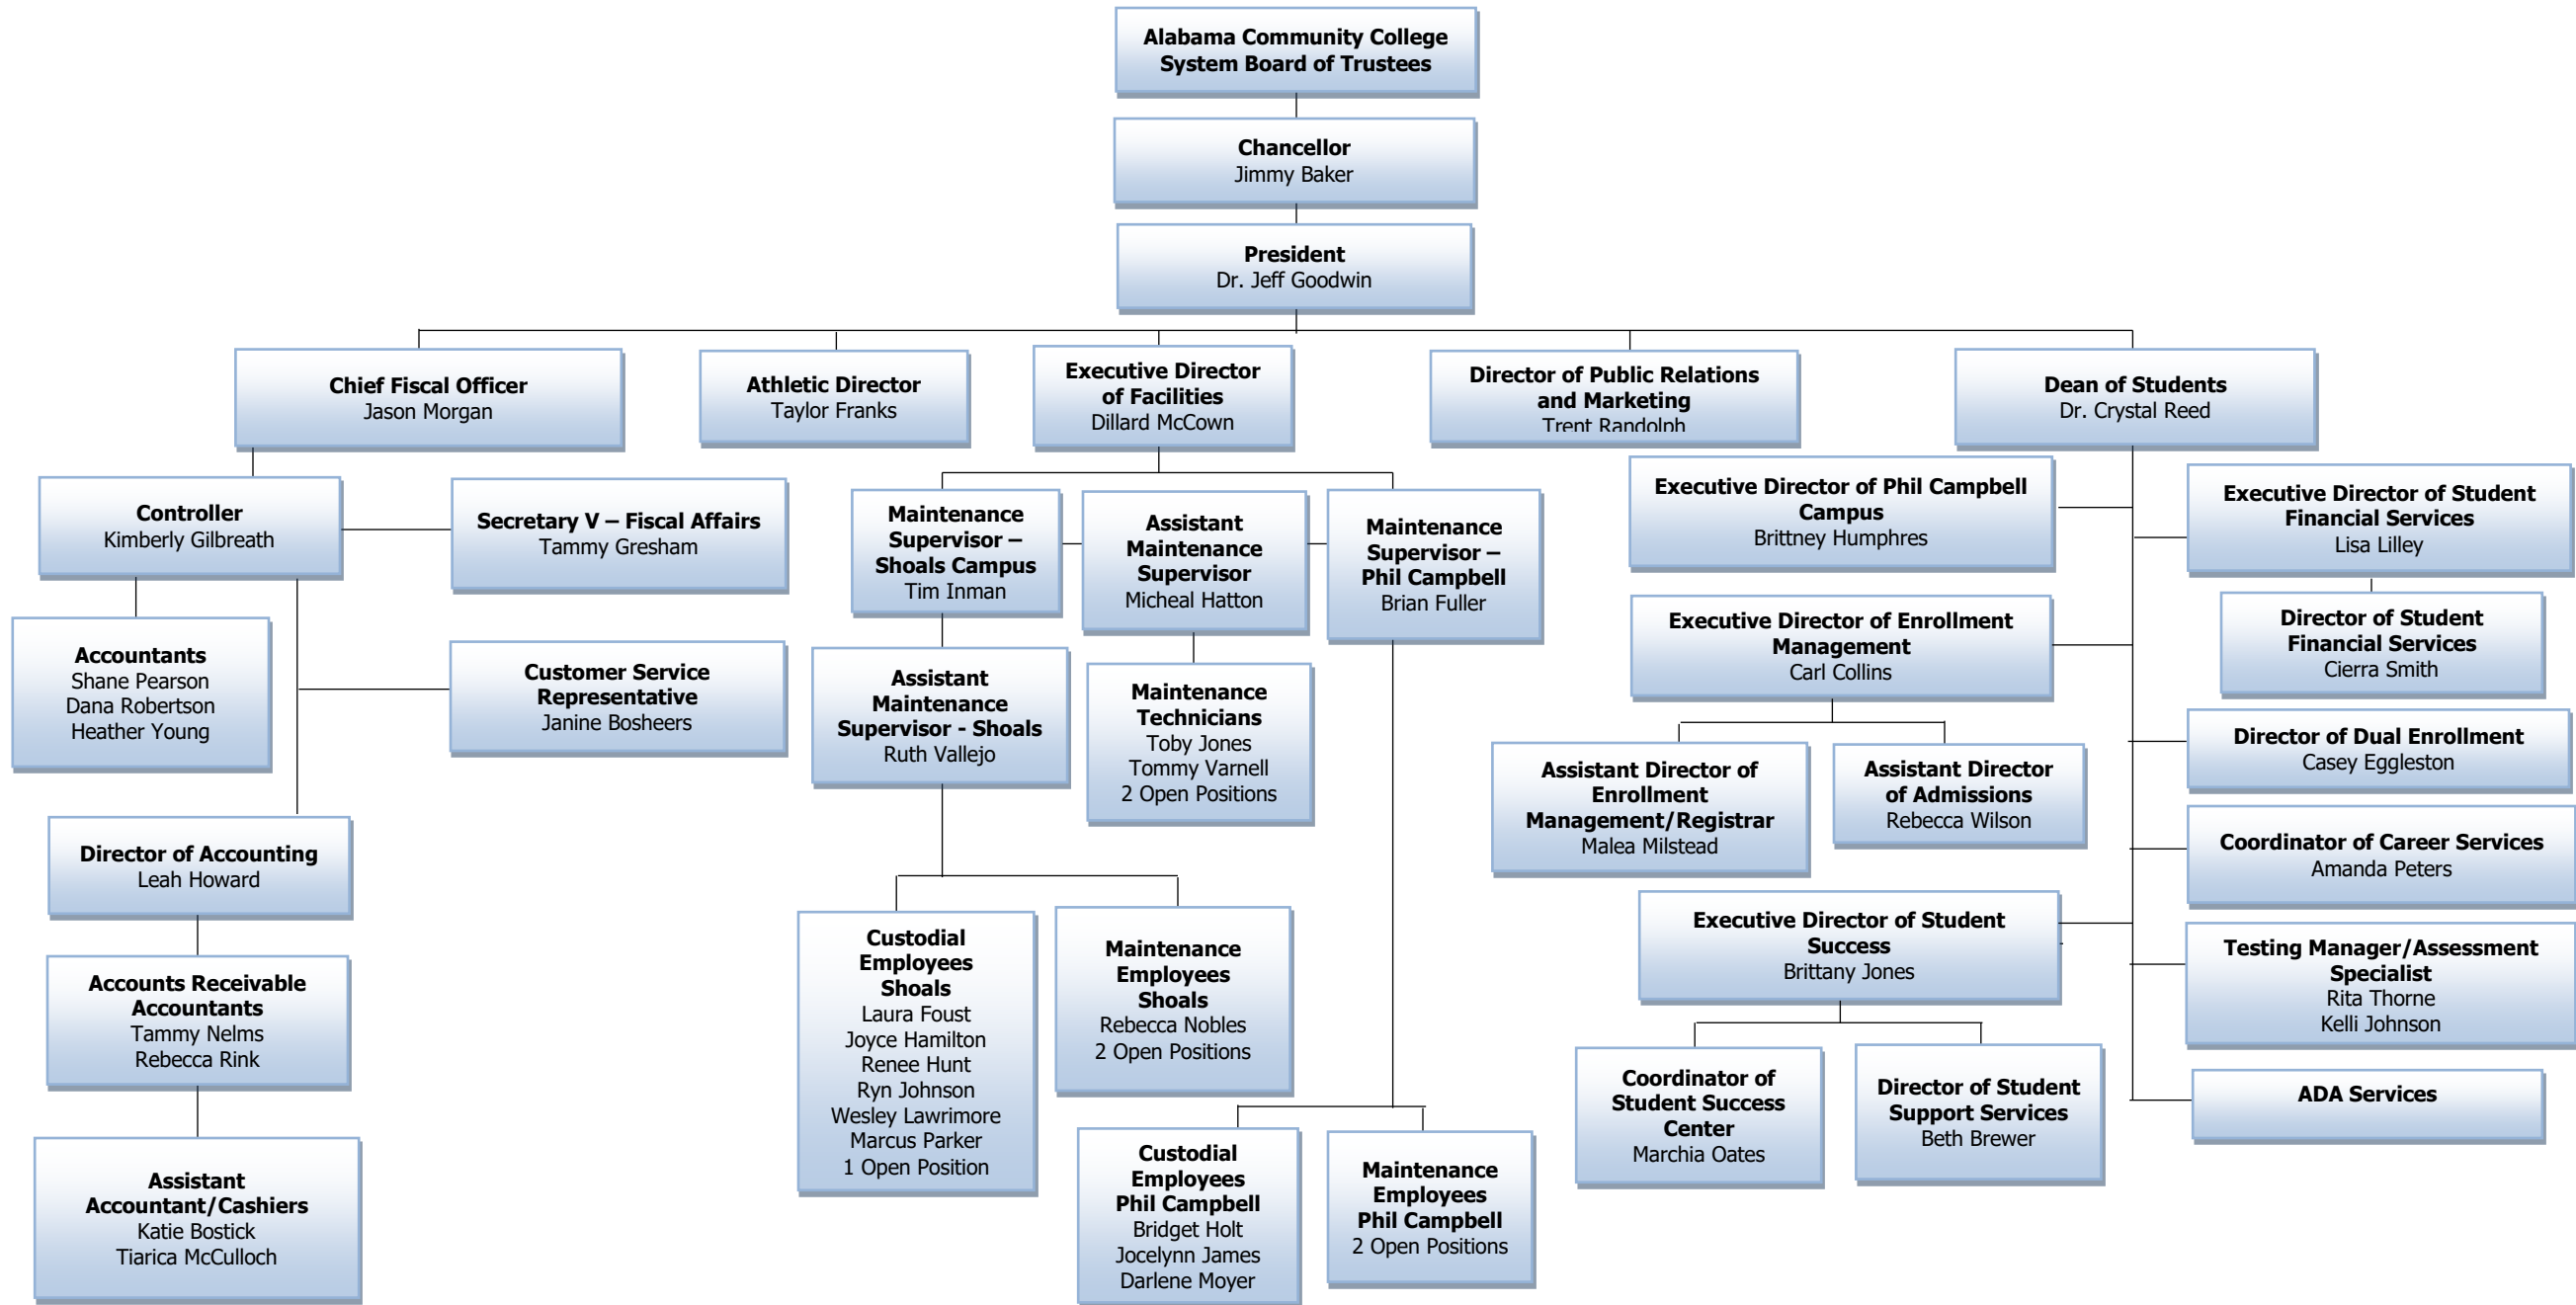 Alabama Community College
System Board of Trustees
Chancellor
Jimmy Baker
President
Dr. Jeff Goodwin
Chief Fiscal Officer
Jason Morgan
Athletic Director
Taylor Franks
Executive Director
of Facilities
Dillard McCown
Director of Public Relations
and Marketing
Trent Randolph
Dean of Students
Dr. Crystal Reed
Controller
Kimberly Gilbreath
Secretary V – Fiscal Affairs
Tammy Gresham
Accountants
Shane Pearson
Dana Robertson
Heather Young
Customer Service
Representative
Janine Bosheers
Director of Accounting
Leah Howard
Accounts Receivable
Accountants
Tammy Nelms
Rebecca Rink
Assistant
Accountant/Cashiers
Katie Bostick
Tiarica McCulloch
Maintenance
Supervisor –
Shoals Campus
Tim Inman
Assistant
Maintenance
Supervisor
Micheal Hatton
Maintenance
Supervisor –
Phil Campbell
Brian Fuller
Assistant
Maintenance
Supervisor - Shoals
Ruth Vallejo
Maintenance
Technicians
Toby Jones
Tommy Varnell
2 Open Positions
Custodial
Employees
Shoals
Laura Foust
Joyce Hamilton
Renee Hunt
Ryn Johnson
Wesley Lawrimore
Marcus Parker
1 Open Position
Maintenance
Employees
Shoals
Rebecca Nobles
2 Open Positions
Custodial
Employees
Phil Campbell
Bridget Holt
Jocelynn James
Darlene Moyer
Maintenance
Employees
Phil Campbell
2 Open Positions
Executive Director of Phil Campbell
Campus
Brittney Humphres
Executive Director of Enrollment
Management
Carl Collins
Assistant Director of
Enrollment
Management/Registrar
Malea Milstead
Assistant Director
of Admissions
Rebecca Wilson
Executive Director of Student
Success
Brittany Jones
Coordinator of
Student Success
Center
Marchia Oates
Director of Student
Support Services
Beth Brewer
Executive Director of Student
Financial Services
Lisa Lilley
Director of Student
Financial Services
Cierra Smith
Director of Dual Enrollment
Casey Eggleston
Coordinator of Career Services
Amanda Peters
Testing Manager/Assessment
Specialist
Rita Thorne
Kelli Johnson
ADA Services